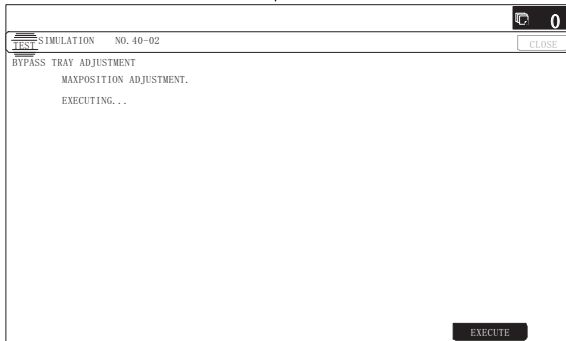 0
TEST SIMULATION NO. 40-02
CLOSE
BYPASS TRAY ADJUSTMENT
MAXPOSITION ADJUSTMENT.
EXECUTING...
EXECUTE